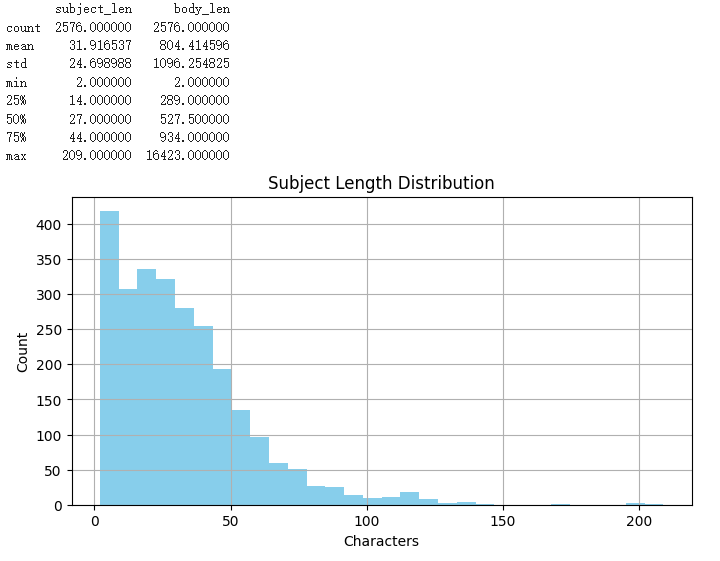 subject_len body_len
count 2576.000000 2576.000000
mean 31.916537 804.414596
std 24.698988 1096.254825
min 2.000000 2.000000
25% 14.000000 289.000000
50% 27.000000 527.500000
75% 44.000000 934.000000
max 209.000000 16423.000000
Subject Length Distribution
400
350
300
250
200
150
100
50
0
Count
0 50 100 150 200
Characters